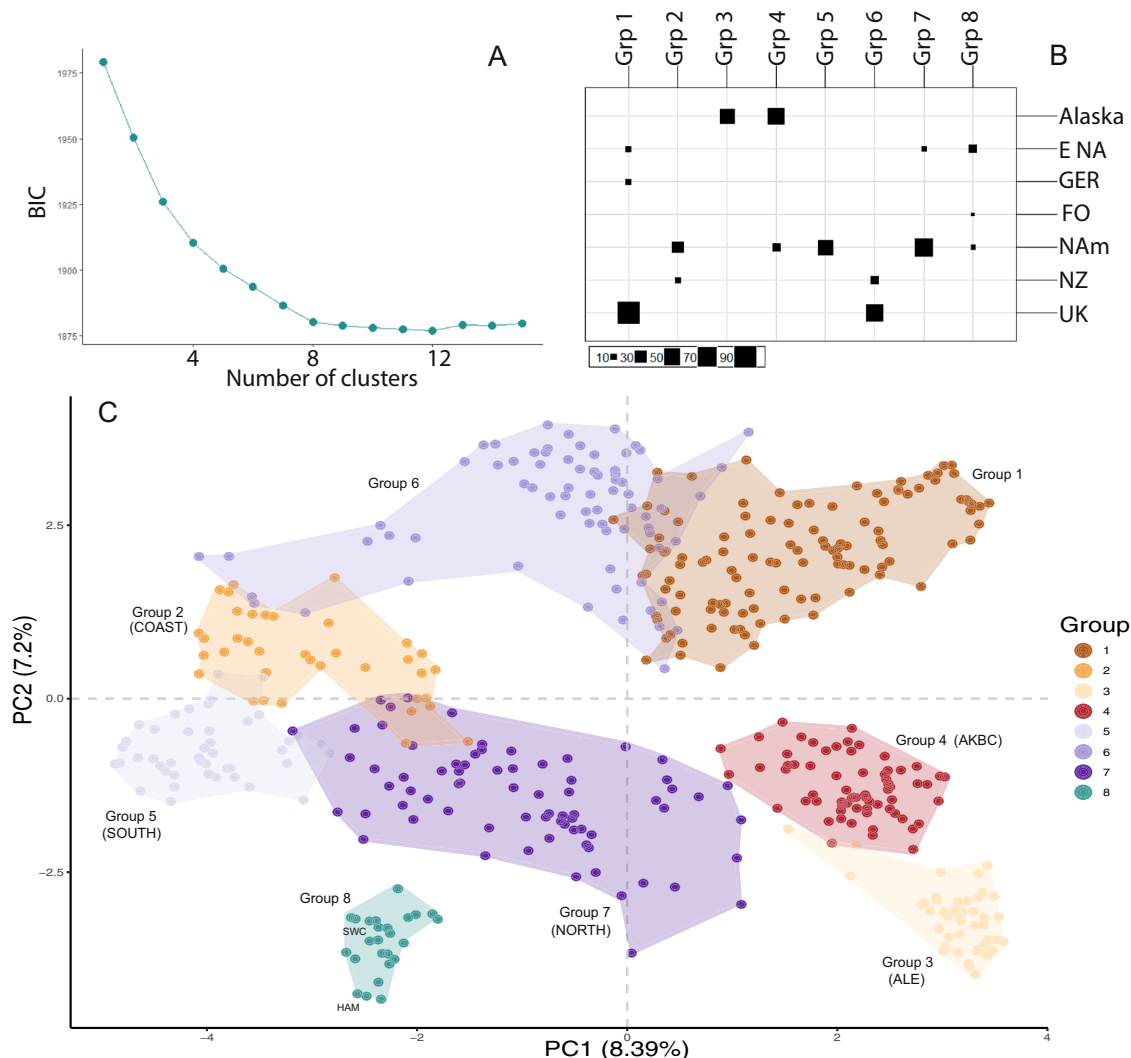 A
1975
1950
1925
1900
1875
BIC
4
8
12
Number of clusters
B
Grp 1
Grp 2
Grp 3
Grp 4
Grp 5
Grp 6
Grp 7
Grp 8
Alaska
E NA
GER
FO
NAm
NZ
UK
10 30 50 70 90
C
Group 6
Group 1
Group 2
(COAST)
Group 4 (AKBC)
Group 5
(SOUTH)
Group 8
SWC
HAM
Group 7
(NORTH)
Group 3
(ALE)
2.5
0.0
−2.5
PC2 (7.2%)
−4
−2
0
2
4
PC1 (8.39%)
Group
1
2
3
4
5
6
7
8